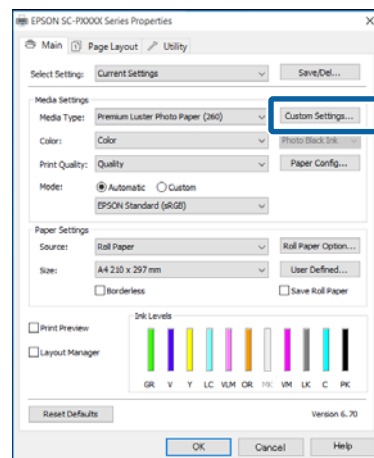 EPSON SC-PXXXX Series Properties
Main Page Layout Utility
Select Setting: Current Settings Save/Del...
Media Settings
Media Type: Premium Luster Photo Paper (260) Custom Settings...
Color: Color Photo Black Ink
Print Quality: Quality Paper Config...
Mode: Automatic Custom
EPSON Standard (sRGB)
Paper Settings
Source: Roll Paper Roll Paper Option...
Size: A4 210 x 297 mm User Defined...
Borderless Save Roll Paper
Ink Levels
Print Preview
Layout Manager
GR V Y LC VLM OR MK VM LK C PK
Reset Defaults Version 6.70
OK Cancel Help